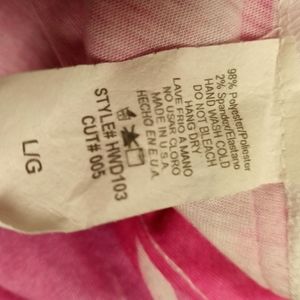 98% Polyester/Poliester
2% Spandex/Elastano
HAND WASH COLD
DO NOT BLEACH
HANG DRY
LAVE FRIO A MANO
NO USAR CLORO
MADE IN U.S.A.
HECHO EN E.U.A.
STYLE# HWD103
CUT# 005
L/G